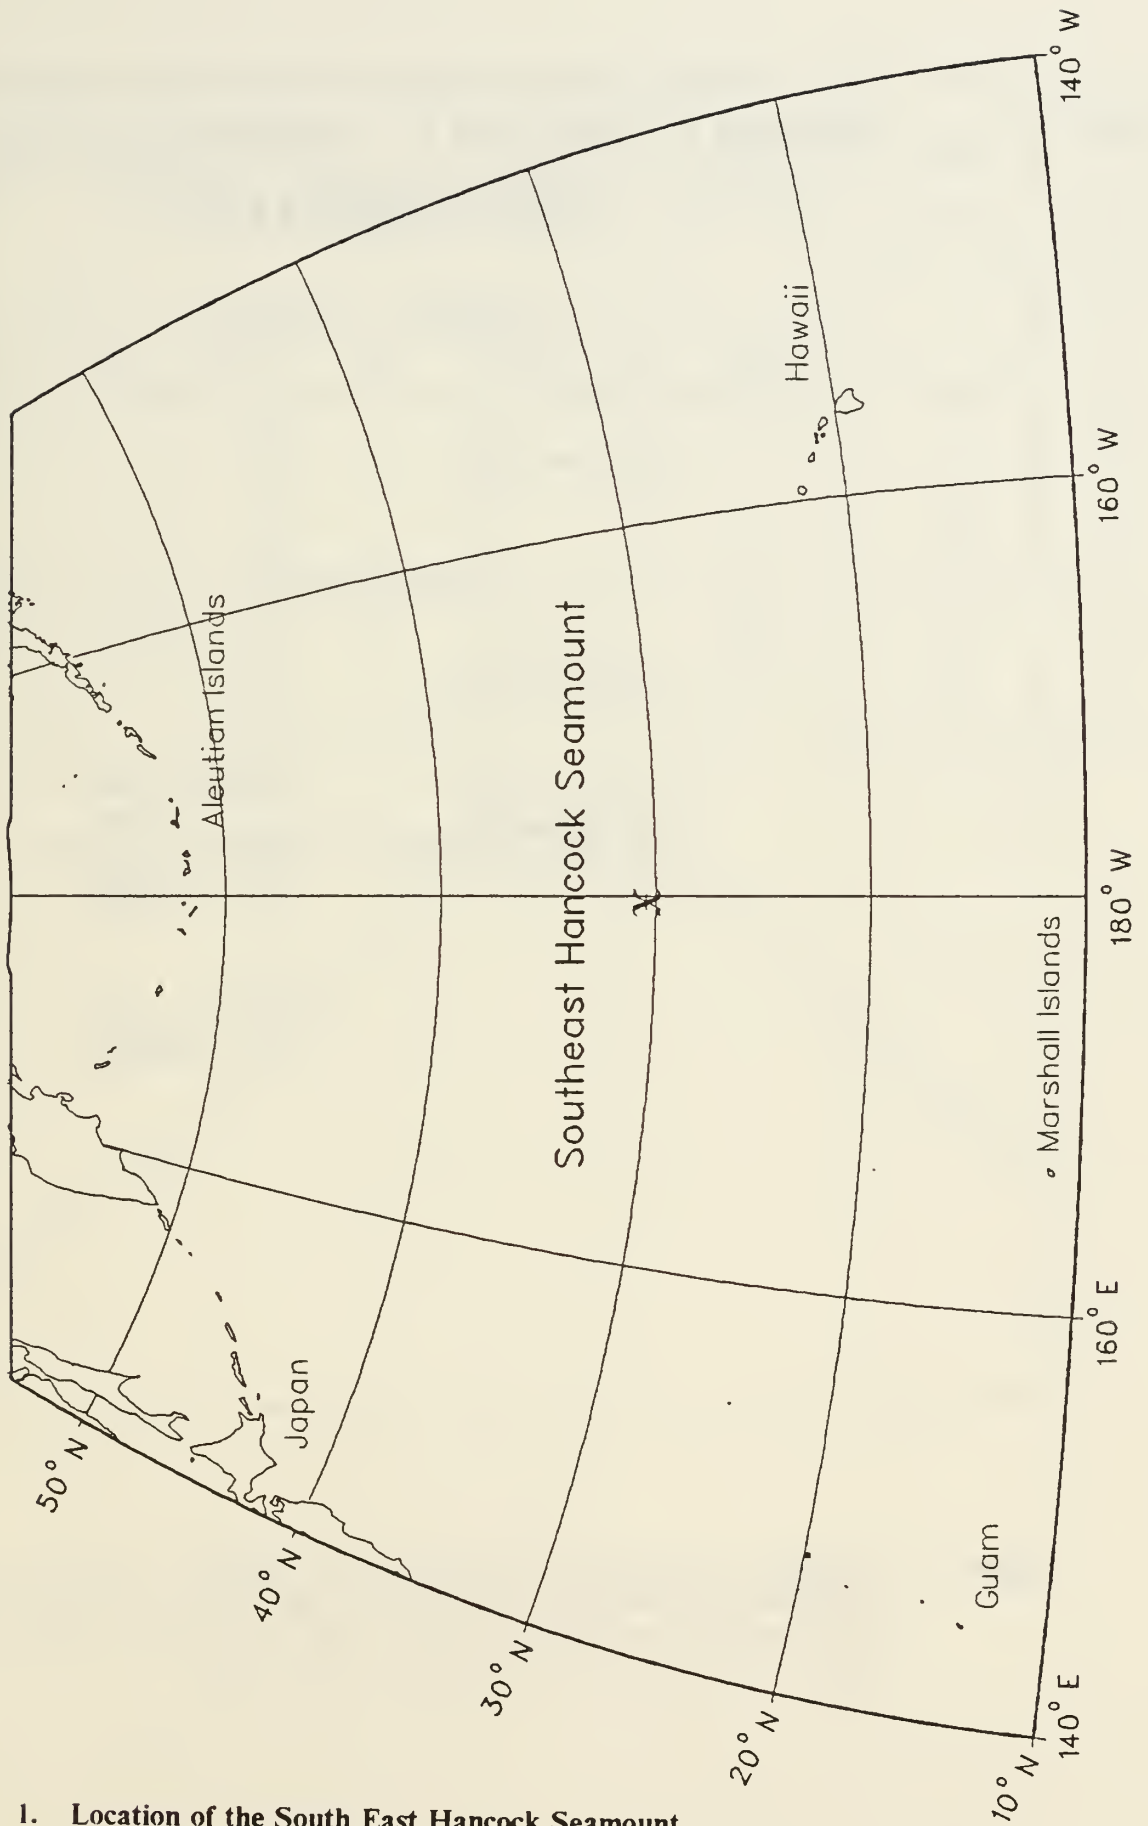 50° N
40° N
30° N
20° N
10° N
140° E
160° E
180° W
160° W
140° W
Aleutian Islands
Japan
Southeast Hancock Seamount
X
Hawaii
Marshall Islands
Guam
1. Location of the South East Hancock Seamount